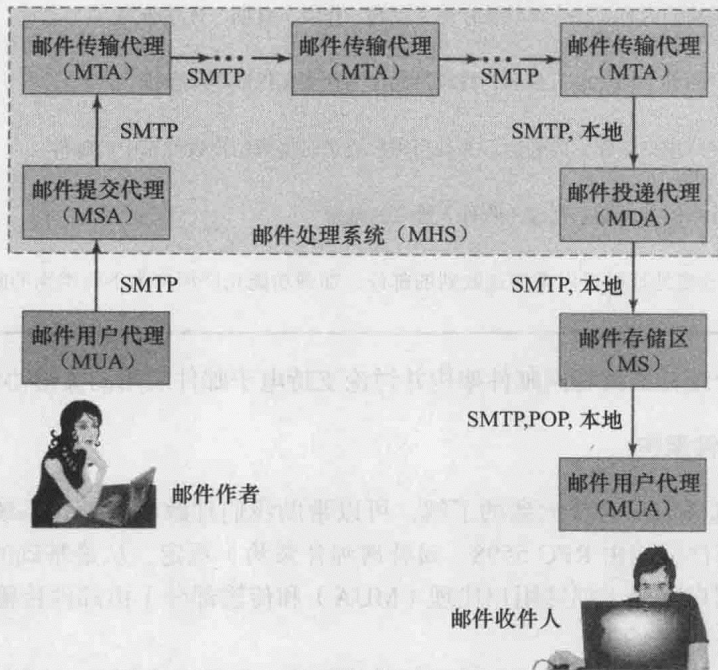 邮件传输代理
（MTA）
SMTP
邮件传输代理
（MTA）
SMTP
邮件传输代理
（MTA）
SMTP
SMTP, 本地
邮件提交代理
（MSA）
邮件投递代理
（MDA）
邮件处理系统（MHS）
SMTP
SMTP, 本地
邮件用户代理
（MUA）
邮件存储区
（MS）
SMTP,POP, 本地
邮件作者
邮件用户代理
（MUA）
邮件收件人